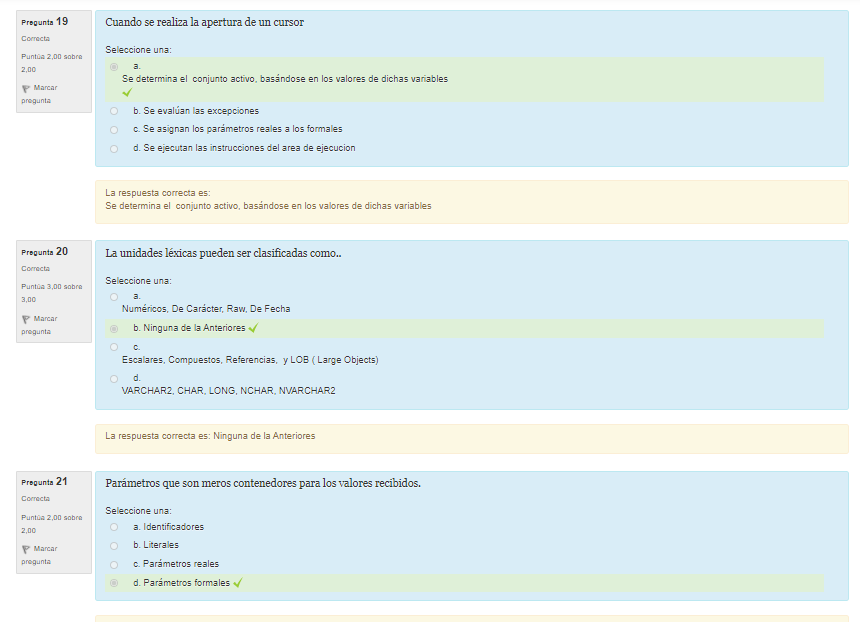 Pregunta 19
Correcta
Puntúa 2,00 sobre
2,00
Marcar
pregunta
Cuando se realiza la apertura de un cursor
Seleccione una:
a.
Se determina el conjunto activo, basándose en los valores de dichas variables
b. Se evalúan las excepciones
c. Se asignan los parámetros reales a los formales
d. Se ejecutan las instrucciones del area de ejecucion
La respuesta correcta es:
Se determina el conjunto activo, basándose en los valores de dichas variables
Pregunta 20
Correcta
Puntúa 3,00 sobre
3,00
Marcar
pregunta
La unidades léxicas pueden ser clasificadas como..
Seleccione una:
a.
Numéricos, De Carácter, Raw, De Fecha
b. Ninguna de la Anteriores
c.
Escalares, Compuestos, Referencias, y LOB ( Large Objects)
d.
VARCHAR2, CHAR, LONG, NCHAR, NVARCHAR2
La respuesta correcta es: Ninguna de la Anteriores
Pregunta 21
Correcta
Puntúa 2,00 sobre
2,00
Marcar
pregunta
Parámetros que son meros contenedores para los valores recibidos.
Seleccione una:
a. Identificadores
b. Literales
c. Parámetros reales
d. Parámetros formales